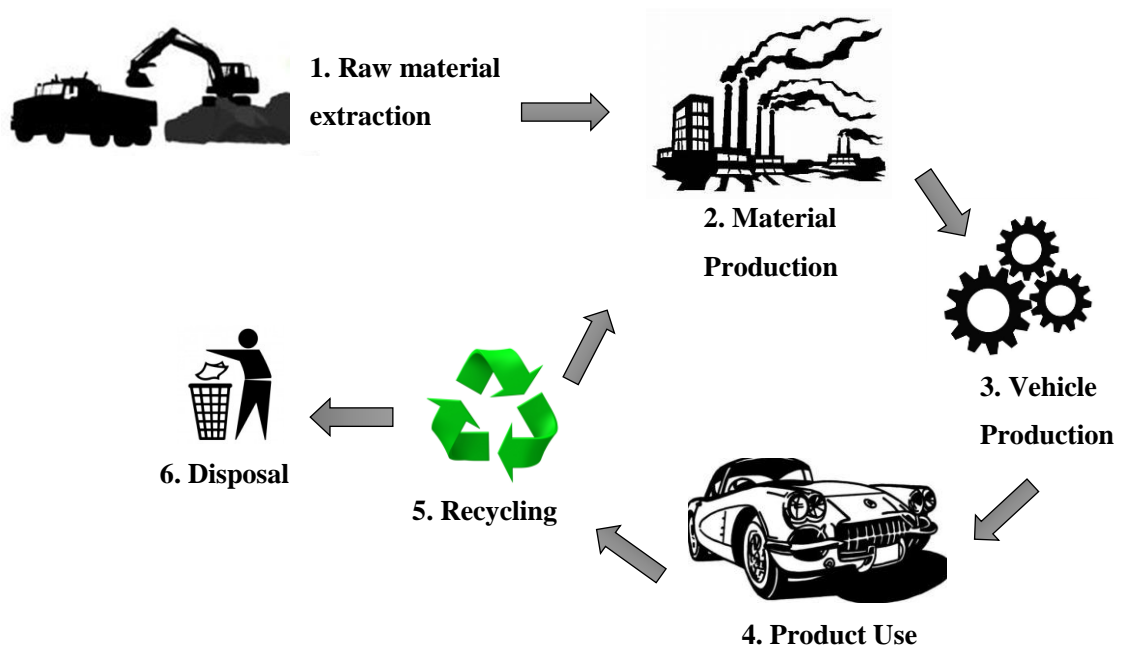 1. Raw material
extraction
2. Material
Production
3. Vehicle
Production
4. Product Use
5. Recycling
6. Disposal